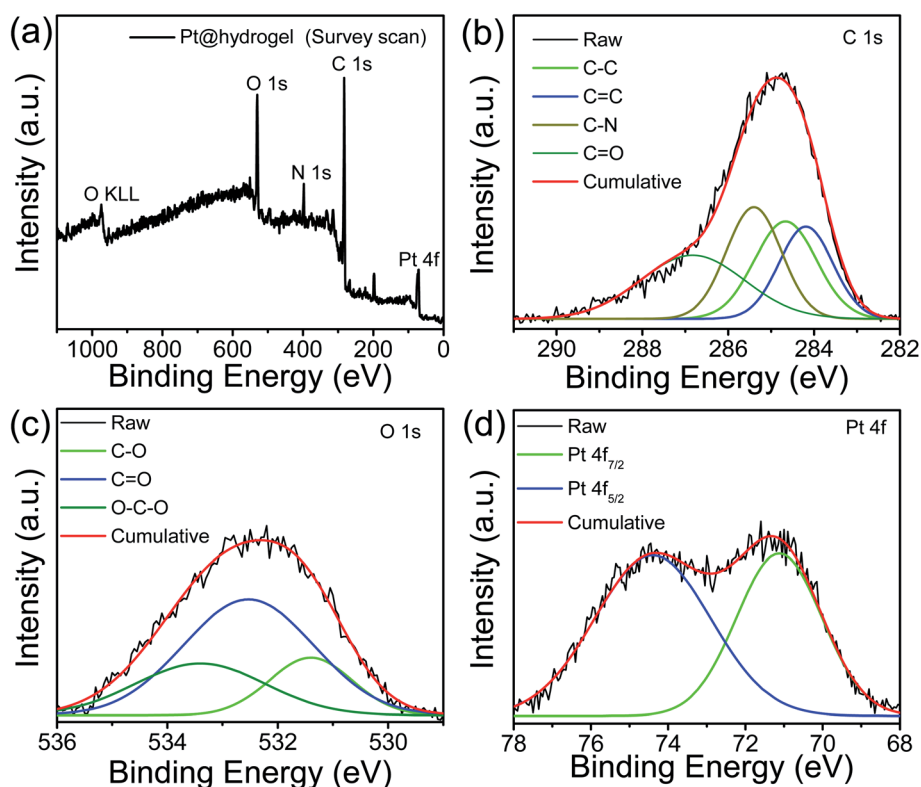 (a)
Pt@hydrogel (Survey scan)
C 1s
O 1s
N 1s
O KLL
Pt 4f
Intensity (a.u.)
1000 800 600 400 200 0
Binding Energy (eV)
(b)
Raw
C 1s
C-C
C=C
C-N
C=O
Cumulative
Intensity (a.u.)
290 288 286 284 282
Binding Energy (eV)
(c)
Raw
O 1s
C-O
C=O
O-C-O
Cumulative
Intensity (a.u.)
536 534 532 530
Binding Energy (eV)
(d)
Raw
Pt 4f
Pt 4f7/2
Pt 4f5/2
Cumulative
Intensity (a.u.)
78 76 74 72 70 68
Binding Energy (eV)